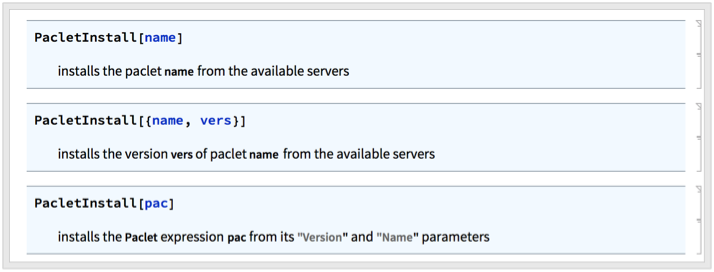 PacletInstall[name]
installs the paclet name from the available servers
PacletInstall[{name, vers}]
installs the version vers of paclet name from the available servers
PacletInstall[pac]
installs the Paclet expression pac from its "Version" and "Name" parameters